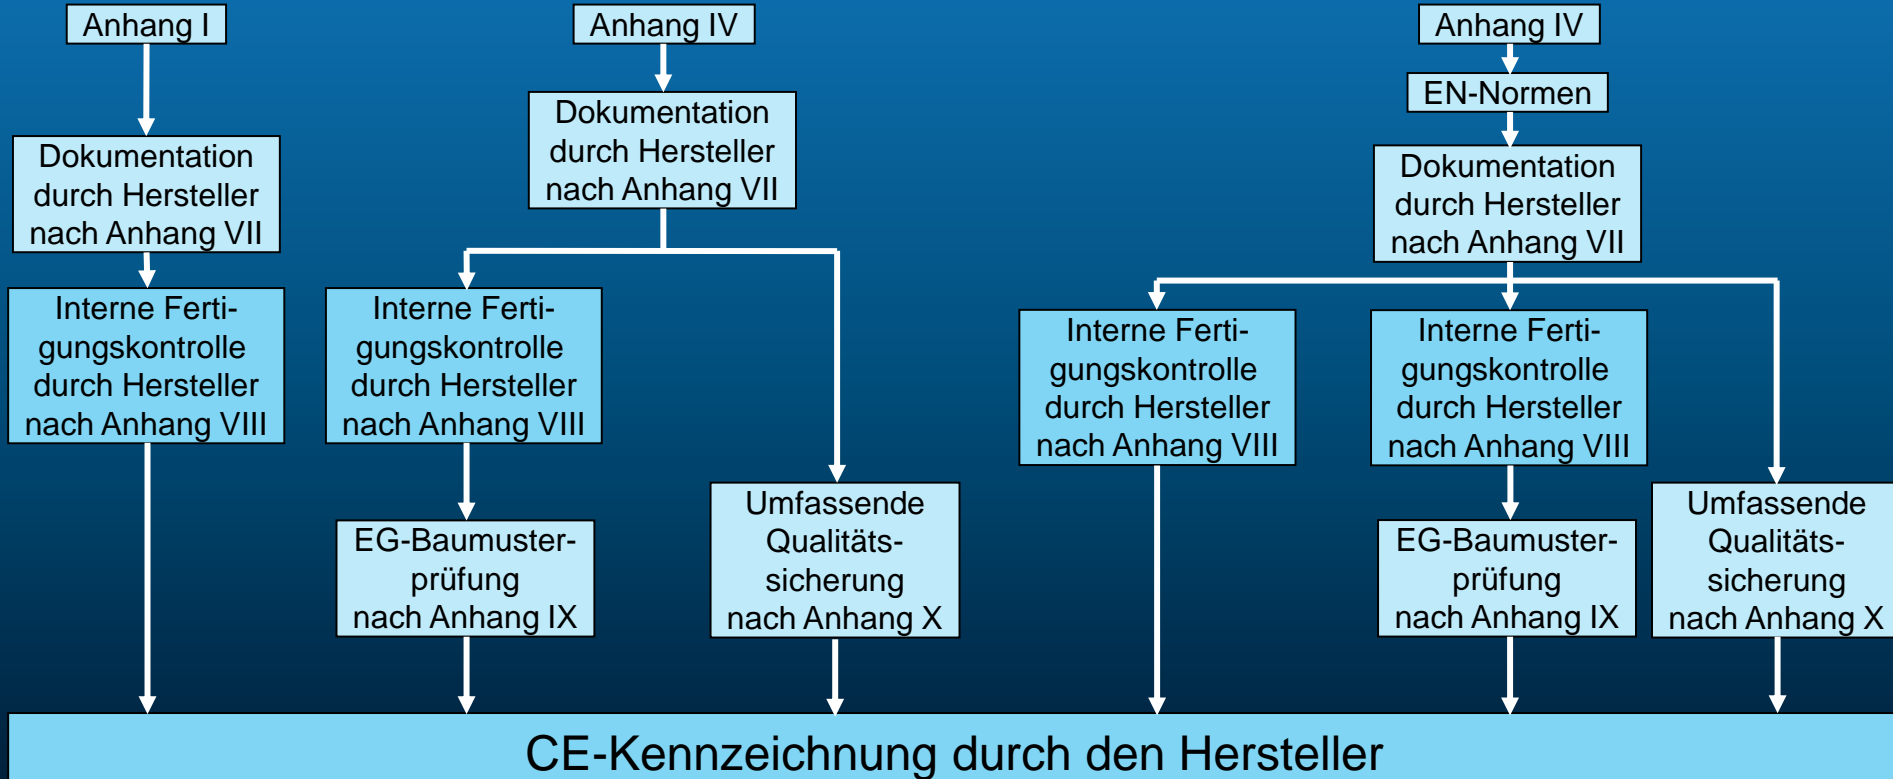 Anhang I
Dokumentation
durch Hersteller
nach Anhang VII
Interne Ferti-
gungskontrolle
durch Hersteller
nach Anhang VIII
Anhang IV
Dokumentation
durch Hersteller
nach Anhang VII
Interne Ferti-
gungskontrolle
durch Hersteller
nach Anhang VIII
EG-Baumuster-
prüfung
nach Anhang IX
Umfassende
Qualitäts-
sicherung
nach Anhang X
Anhang IV
EN-Normen
Dokumentation
durch Hersteller
nach Anhang VII
Interne Ferti-
gungskontrolle
durch Hersteller
nach Anhang VIII
Interne Ferti-
gungskontrolle
durch Hersteller
nach Anhang VIII
EG-Baumuster-
prüfung
nach Anhang IX
Umfassende
Qualitäts-
sicherung
nach Anhang X
CE-Kennzeichnung durch den Hersteller